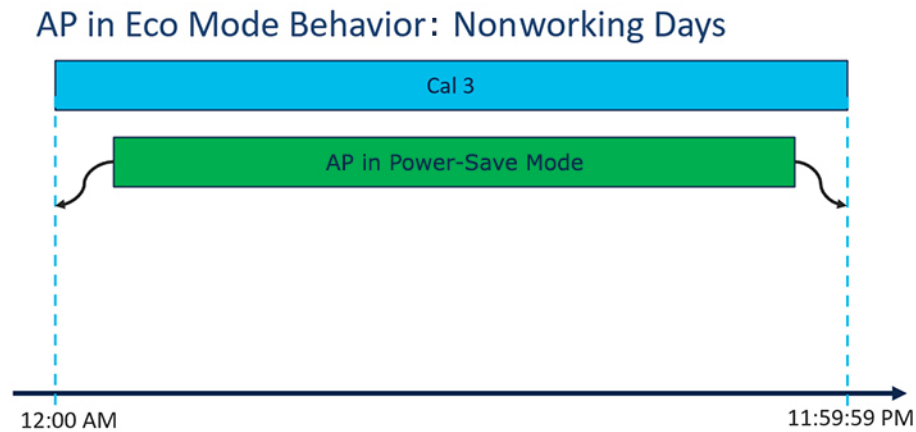 AP in Eco Mode Behavior: Nonworking Days
Cal 3
AP in Power-Save Mode
12:00 AM
11:59:59 PM